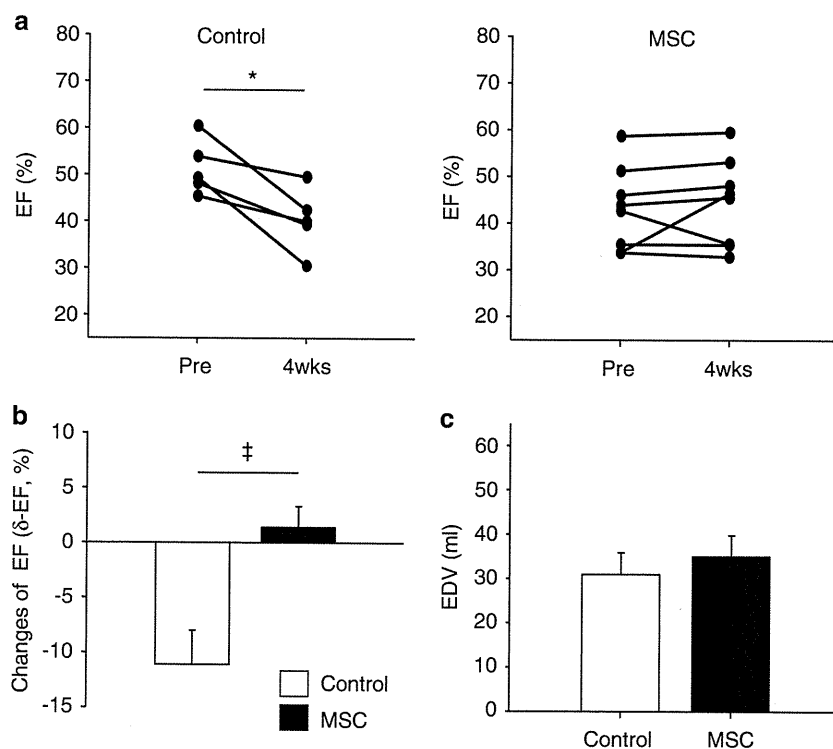 a
Control
MSC
*
EF (%)
80
70
60
50
40
30
20
Pre
4wks
EF (%)
80
70
60
50
40
30
20
Pre
4wks
b
Changes of EF (δ-EF, %)
10
5
0
-5
-10
-15
‡
Control
MSC
c
EDV (ml)
60
50
40
30
20
10
0
Control
MSC